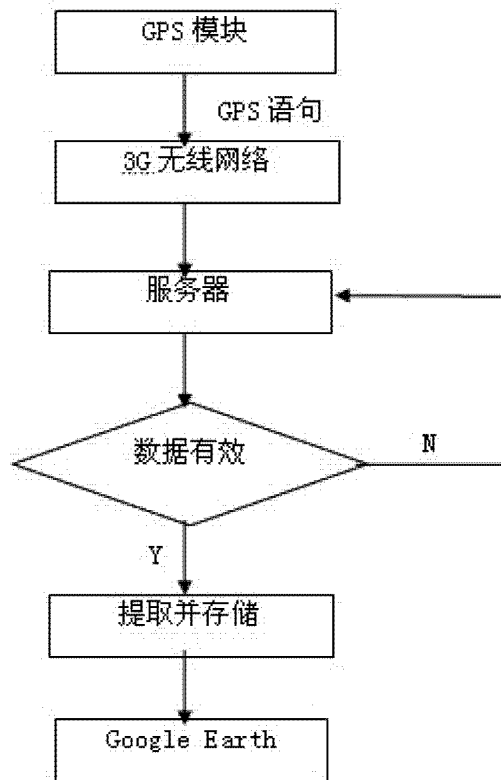 GPS 模块
GPS 语句
3G 无线网络
服务器
数据有效
N
Y
提取并存储
Google Earth